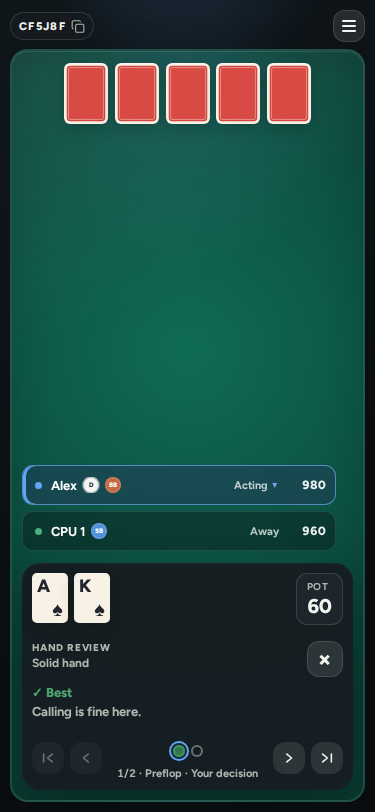 CF5J8F
Alex D BB Acting ▾ 980
CPU 1 SB Away 960
A K
POT
60
HAND REVIEW
Solid hand
✓ Best
Calling is fine here.
1/2 · Preflop · Your decision